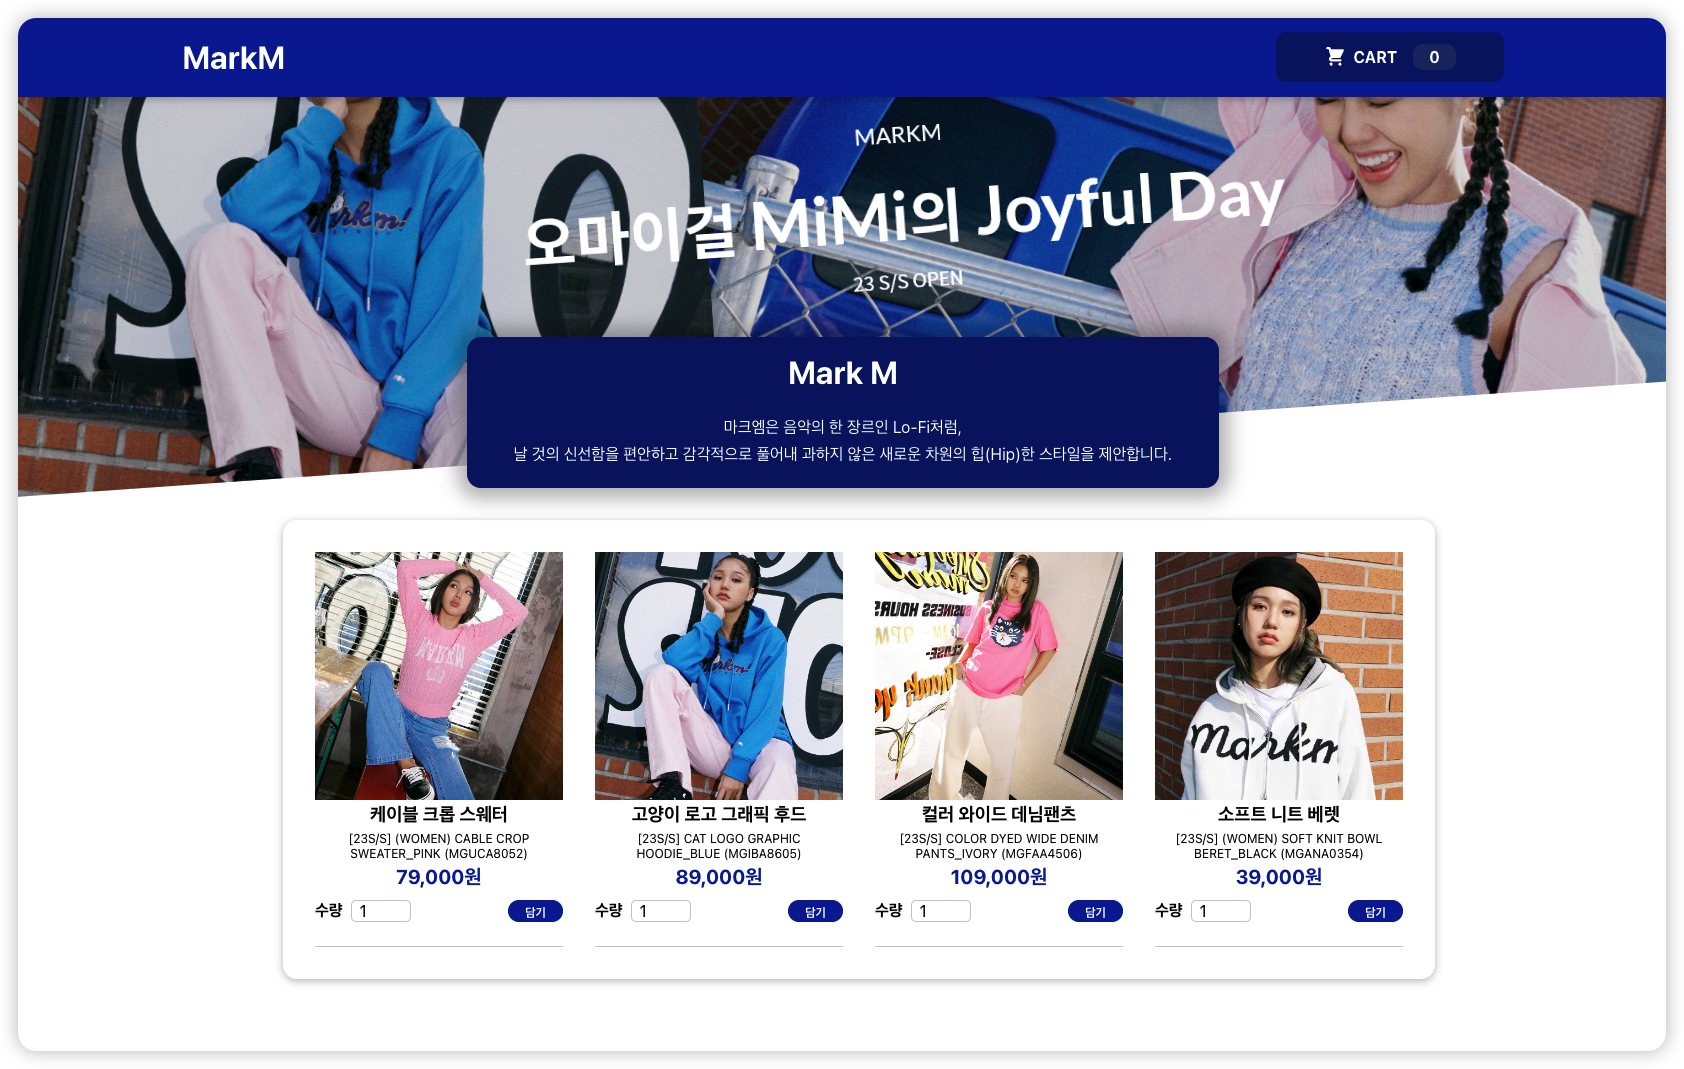 MarkM
CART 0
MARKM
오마이걸 MiMi의 Joyful Day
23 S/S OPEN
Mark M
마크엠은 음악의 한 장르인 Lo-Fi처럼,
날 것의 신선함을 편안하고 감각적으로 풀어내 과하지 않은 새로운 차원의 힙(Hip)한 스타일을 제안합니다.
케이블 크롭 스웨터
[23S/S] (WOMEN) CABLE CROP
SWEATER_PINK (MGUCA8052)
79,000원
수량 1 담기
고양이 로고 그래픽 후드
[23S/S] CAT LOGO GRAPHIC
HOODIE_BLUE (MGIBA8605)
89,000원
수량 1 담기
BUSINESS HOURS
컬러 와이드 데님팬츠
[23S/S] COLOR DYED WIDE DENIM
PANTS_IVORY (MGFAA4506)
109,000원
수량 1 담기
Markm
소프트 니트 베렛
[23S/S] (WOMEN) SOFT KNIT BOWL
BERET_BLACK (MGANA0354)
39,000원
수량 1 담기